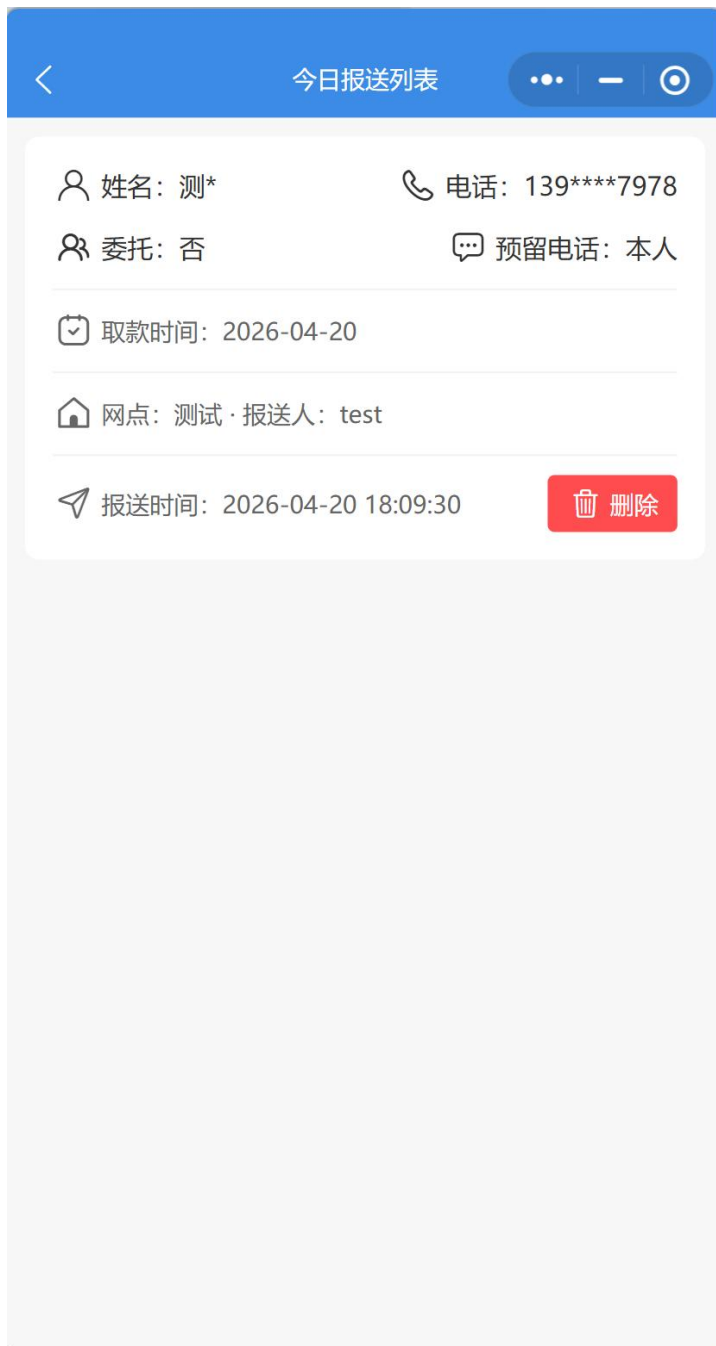 今日报送列表
姓名：测* 电话：139****7978
委托：否 预留电话：本人
取款时间：2026-04-20
网点：测试 · 报送人：test
报送时间：2026-04-20 18:09:30 删除